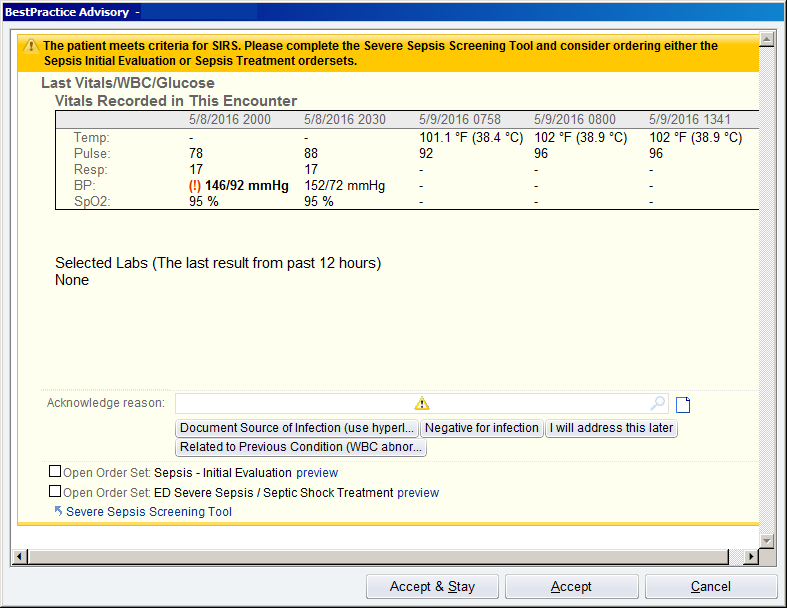 BestPractice Advisory -
The patient meets criteria for SIRS. Please complete the Severe Sepsis Screening Tool and consider ordering either the
Sepsis Initial Evaluation or Sepsis Treatment ordersets.
Last Vitals/WBC/Glucose
Vitals Recorded in This Encounter
5/8/2016 2000 5/8/2016 2030 5/9/2016 0758 5/9/2016 0800 5/9/2016 1341
Temp: - - 101.1 °F (38.4 °C) 102 °F (38.9 °C) 102 °F (38.9 °C)
Pulse: 78 88 92 96 96
Resp: 17 17 - - -
BP: (!) 146/92 mmHg 152/72 mmHg - - -
SpO2: 95 % 95 % - - -
Selected Labs (The last result from past 12 hours)
None
Acknowledge reason:
Document Source of Infection (use hyperl... Negative for infection I will address this later
Related to Previous Condition (WBC abnor...
Open Order Set: Sepsis - Initial Evaluation preview
Open Order Set: ED Severe Sepsis / Septic Shock Treatment preview
Severe Sepsis Screening Tool
Accept & Stay Accept Cancel